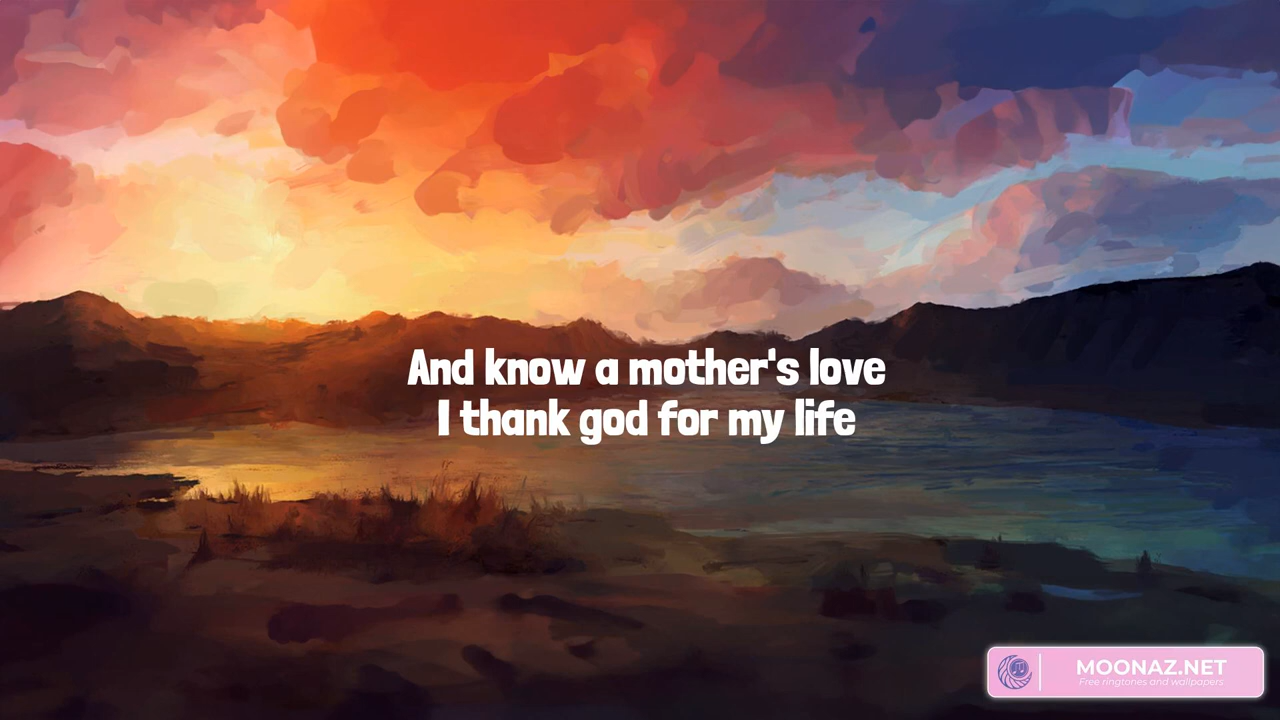 And know a mother's love
I thank god for my life
MOONAZ.NET
Free ringtones and wallpapers